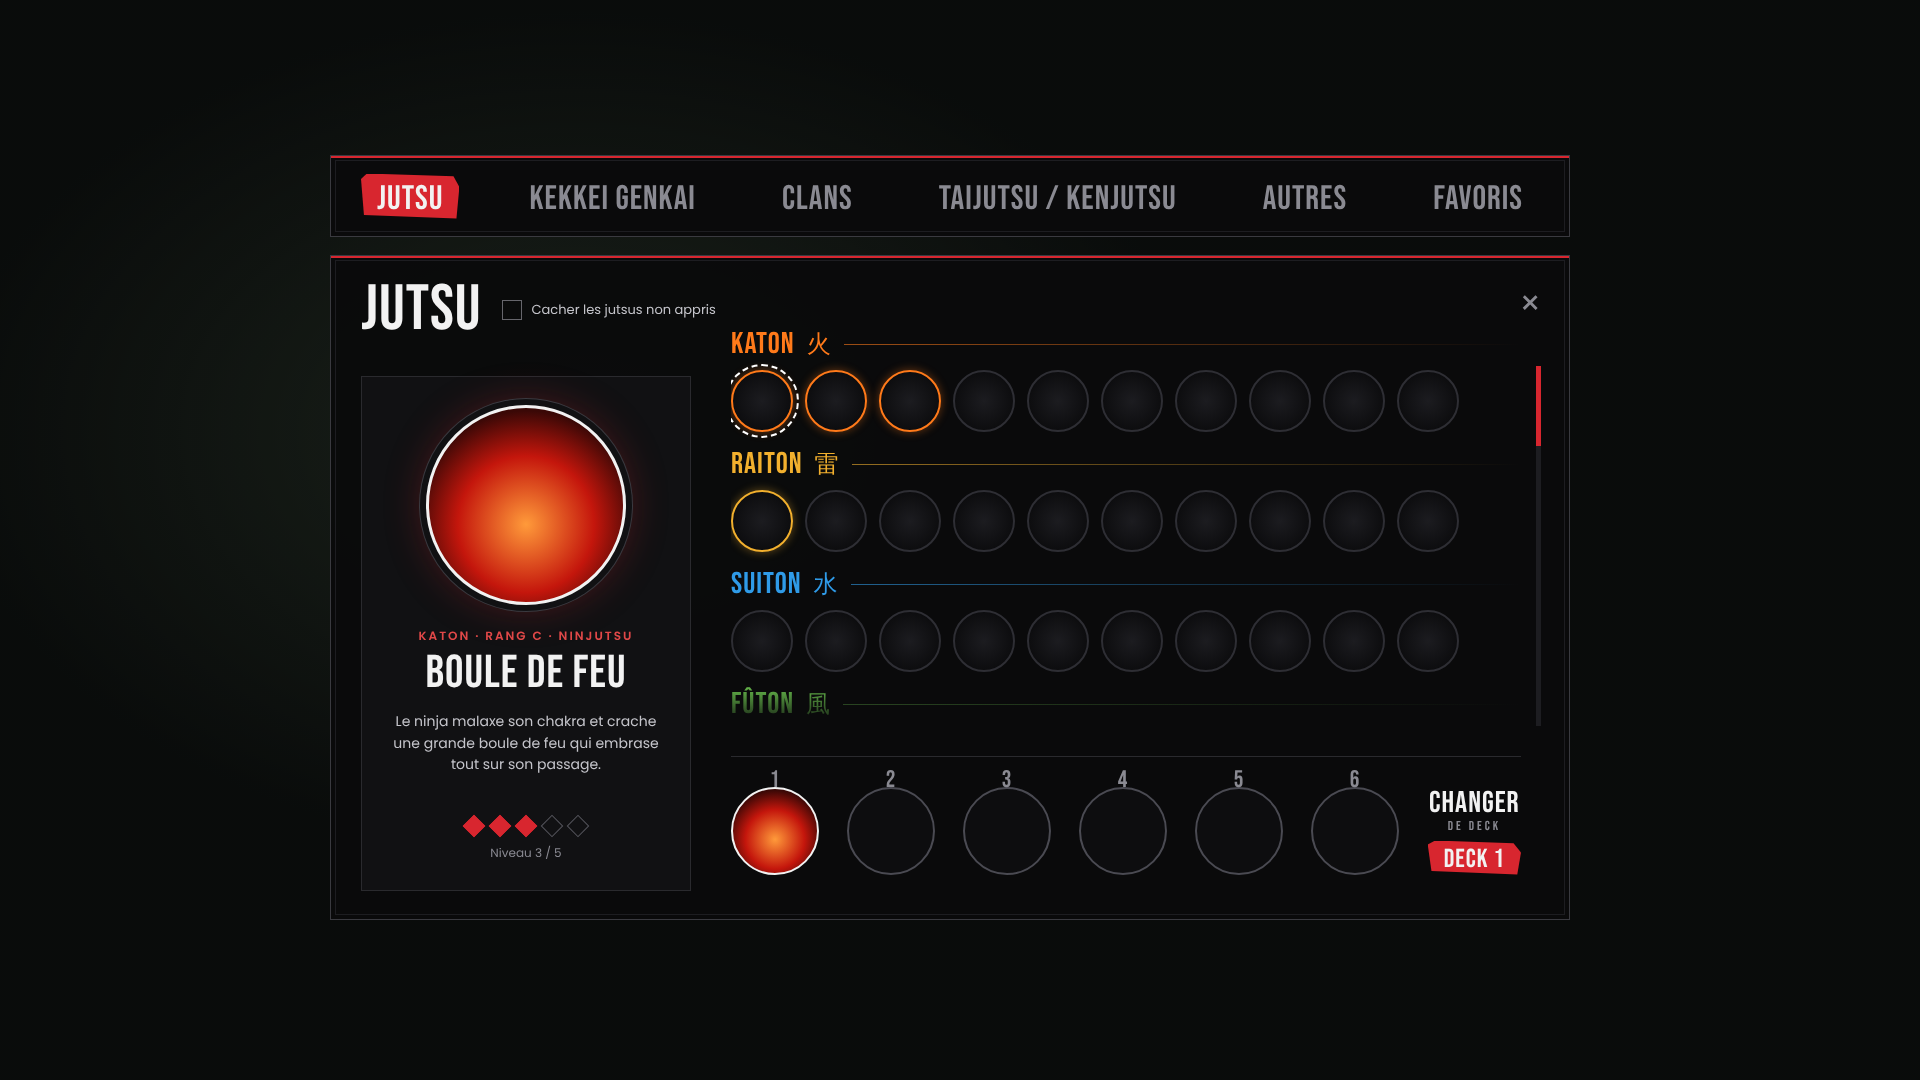 JUTSU
KEKKEI GENKAI
CLANS
TAIJUTSU / KENJUTSU
AUTRES
FAVORIS
JUTSU
Cacher les jutsus non appris
×
KATON · RANG C · NINJUTSU
BOULE DE FEU
Le ninja malaxe son chakra et crache
une grande boule de feu qui embrase
tout sur son passage.
Niveau 3 / 5
KATON 火
RAITON 雷
SUITON 水
FÛTON 風
1
2
3
4
5
6
CHANGER
DE DECK
DECK 1